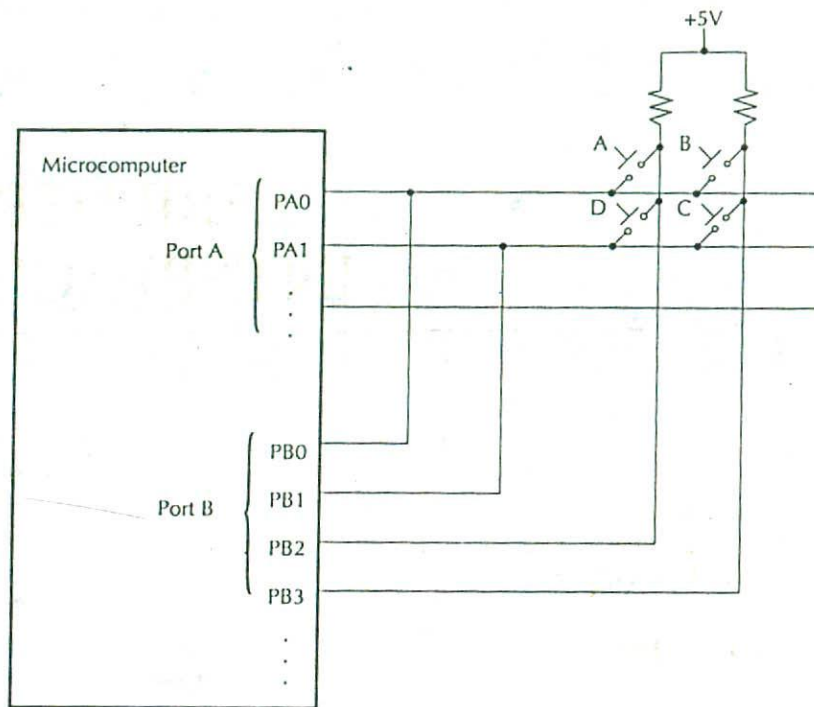 +5V
Microcomputer
A
B
PA0
D
C
Port A
PA1
PB0
Port B
PB1
PB2
PB3